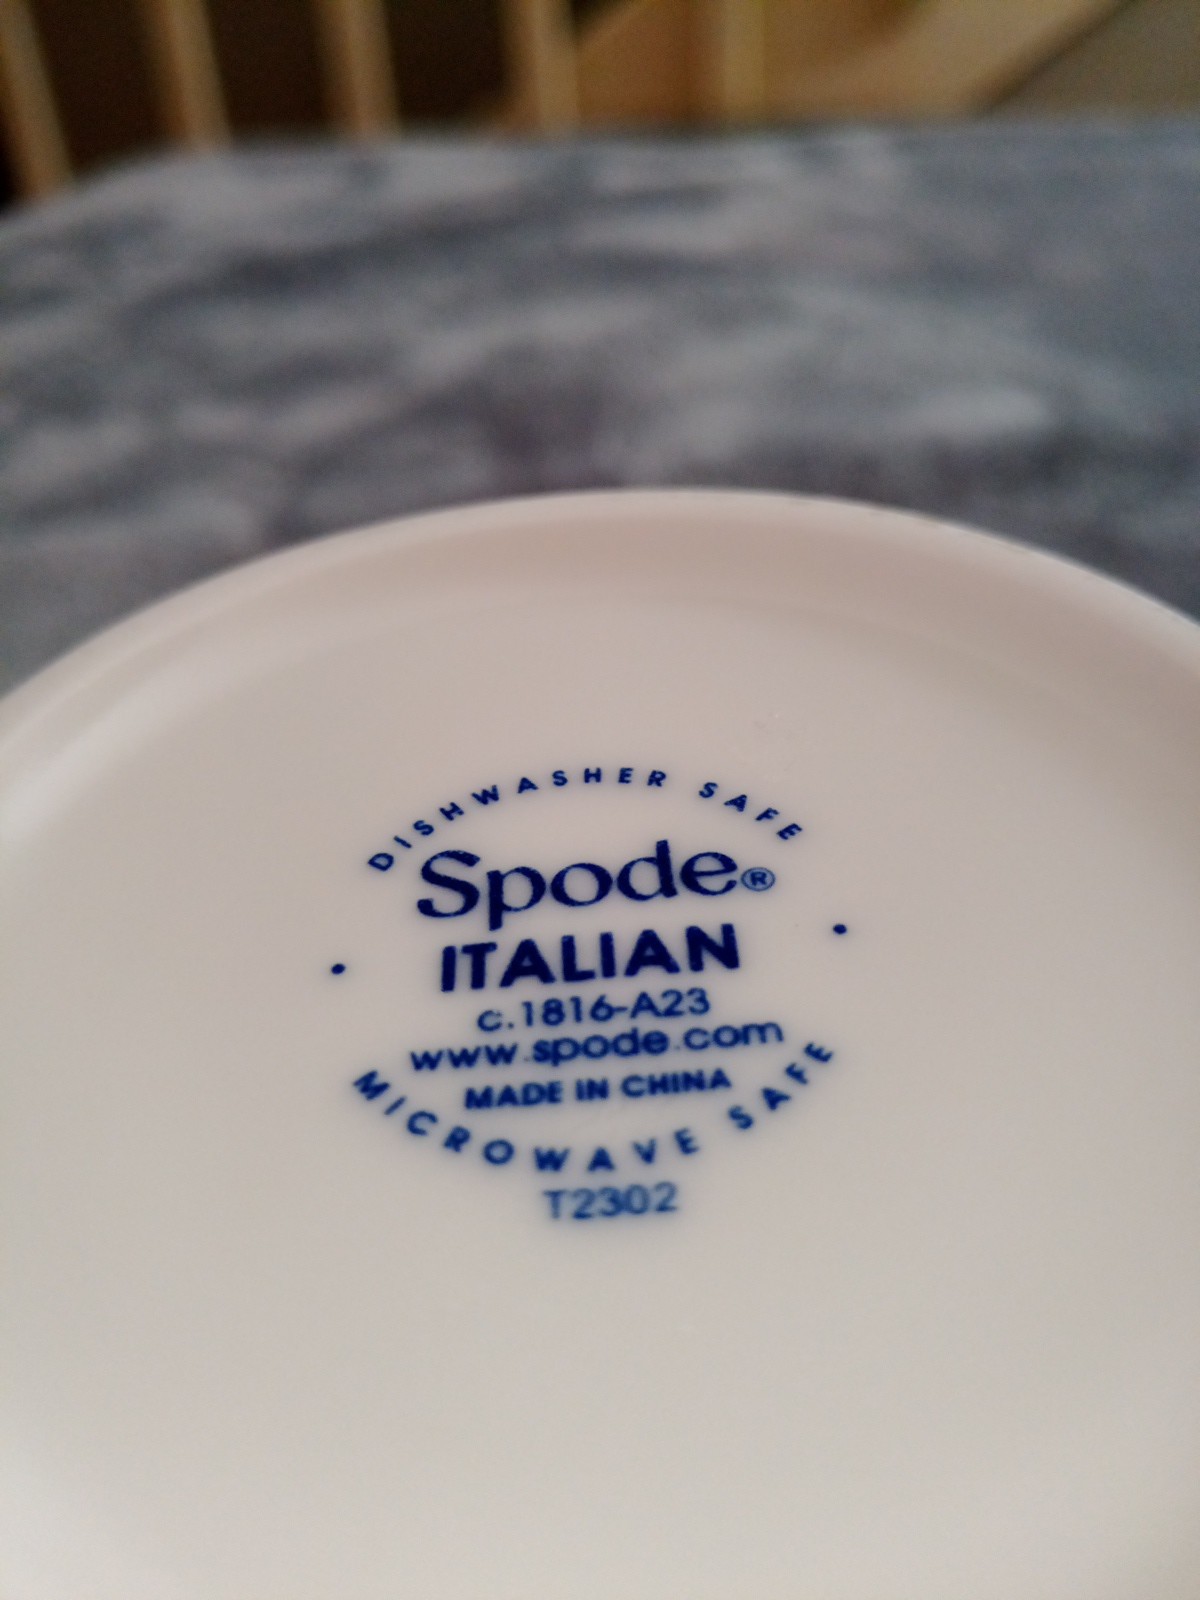 DISHWASHER SAFE
Spode®
• ITALIAN •
c.1816-A23
www.spode.com
MADE IN CHINA
MICROWAVE SAFE
T2302